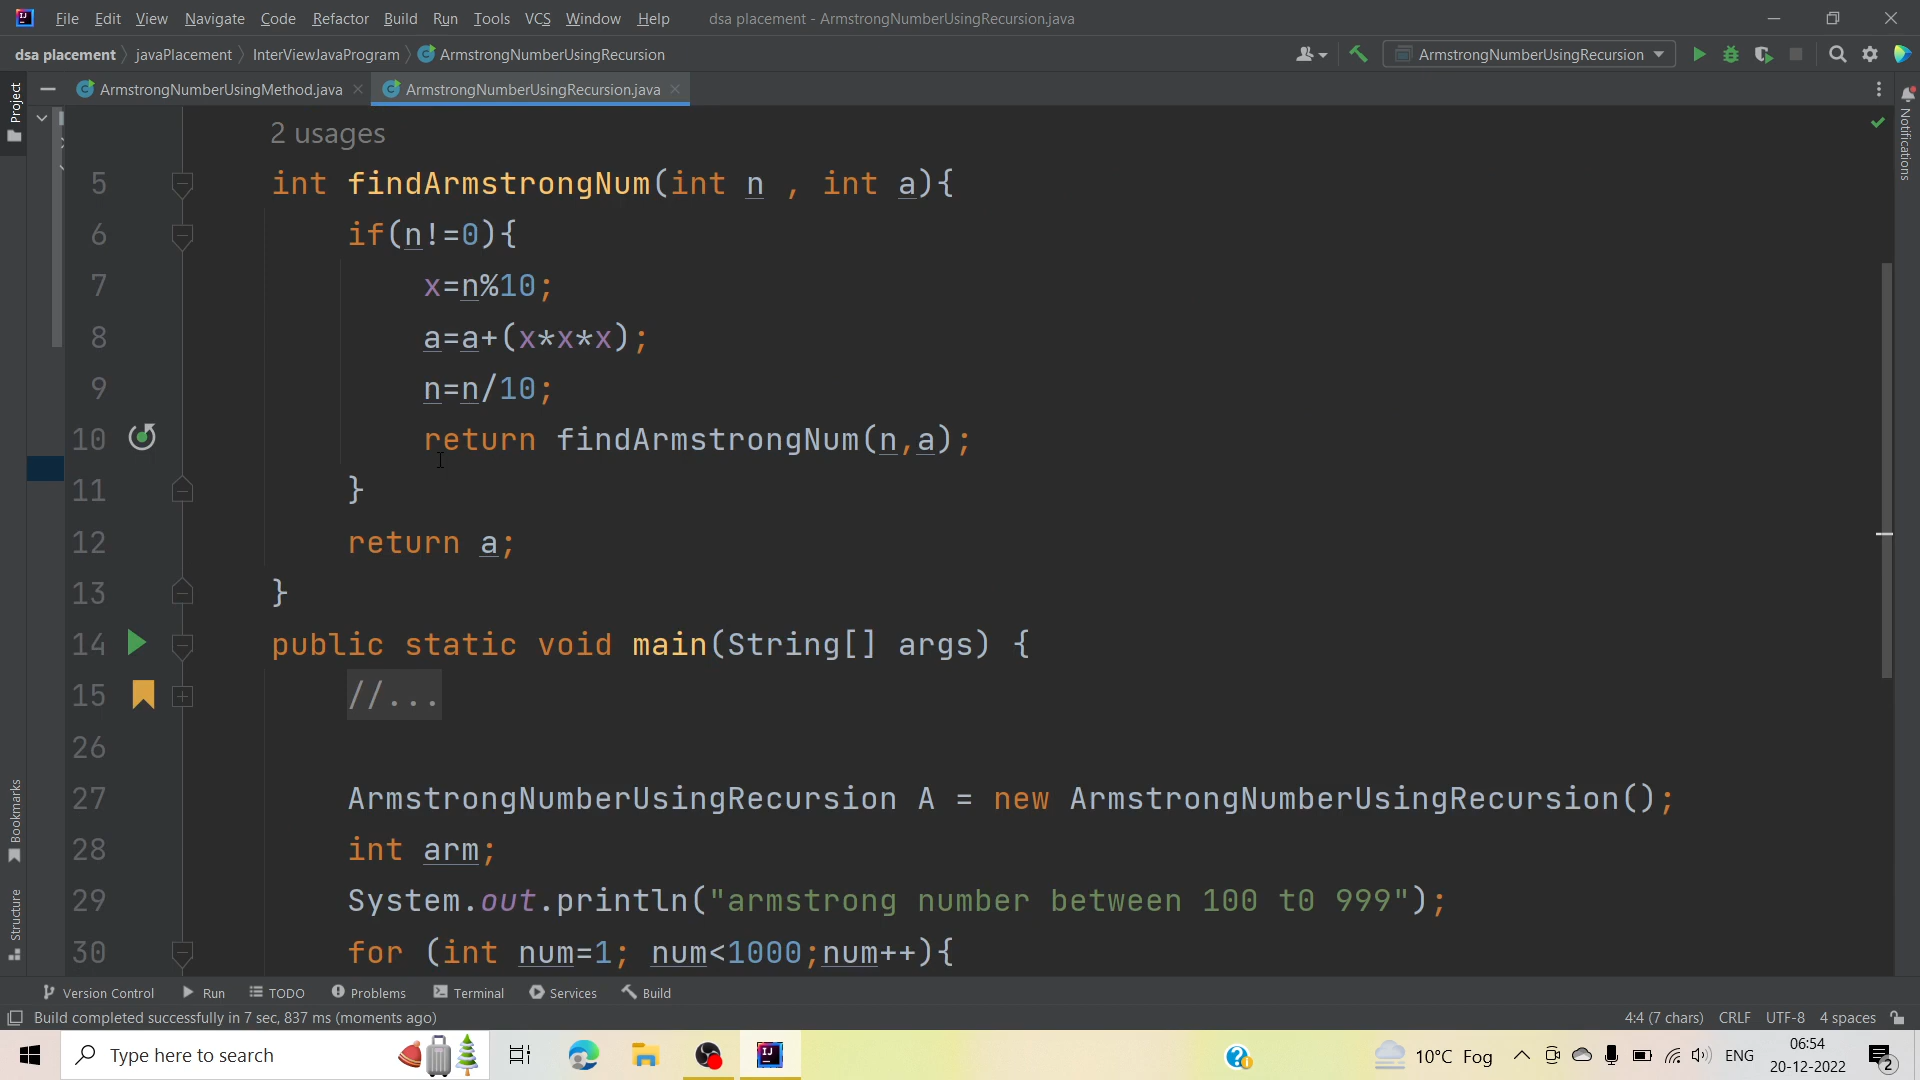 File Edit View Navigate Code Refactor Build Run Tools VCS Window Help dsa placement - ArmstrongNumberUsingRecursion.java
dsa placement javaPlacement InterViewJavaProgram ArmstrongNumberUsingRecursion ArmstrongNumberUsingRecursion
Project ArmstrongNumberUsingMethod.java ArmstrongNumberUsingRecursion.java
Notifications
2 usages
5 int findArmstrongNum(int n , int a){
6 if(n!=0){
7 x=n%10;
8 a=a+(x*x*x);
9 n=n/10;
10 return findArmstrongNum(n,a);
11 }
12 return a;
13 }
14 public static void main(String[] args) {
15 //...
26
27 ArmstrongNumberUsingRecursion A = new ArmstrongNumberUsingRecursion();
28 int arm;
29 System.out.println("armstrong number between 100 t0 999");
30 for (int num=1; num<1000;num++){
Bookmarks
Structure
Version Control Run TODO Problems Terminal Services Build
Build completed successfully in 7 sec, 837 ms (moments ago) 4:4 (7 chars) CRLF UTF-8 4 spaces
Type here to search 10°C Fog ENG 06:54
20-12-2022 2